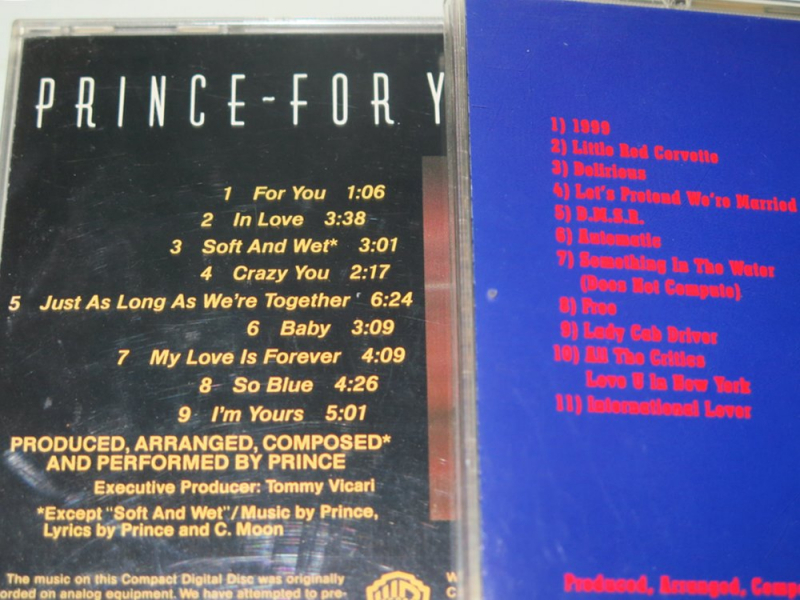 PRINCE~FOR Y
1 For You 1:06
2 In Love 3:38
3 Soft And Wet* 3:01
4 Crazy You 2:17
5 Just As Long As We're Together 6:24
6 Baby 3:09
7 My Love Is Forever 4:09
8 So Blue 4:26
9 I'm Yours 5:01
PRODUCED, ARRANGED, COMPOSED*
AND PERFORMED BY PRINCE
Executive Producer: Tommy Vicari
*Except "Soft And Wet"/Music by Prince,
Lyrics by Prince and C. Moon
The music on this Compact Digital Disc was originally
orded on analog equipment. We have attempted to pre-
W
C
1) 1999
2) Little Red Corvette
3) Delirious
4) Let's Pretend We're Married
5) D.M.S.R.
6) Automatic
7) Something In The Water
(Does Not Compute)
8) Free
9) Lady Cab Driver
10) All The Critics
Love U In New York
11) International Lover
Produced, Arranged, Comp